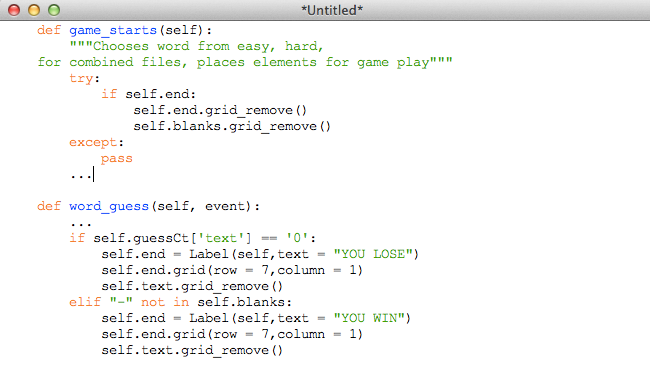 *Untitled*
def game_starts(self):
"""Chooses word from easy, hard,
for combined files, places elements for game play"""
try:
if self.end:
self.end.grid_remove()
self.blanks.grid_remove()
except:
pass
...
def word_guess(self, event):
...
if self.guessCt['text'] == '0':
self.end = Label(self,text = "YOU LOSE")
self.end.grid(row = 7,column = 1)
self.text.grid_remove()
elif "-" not in self.blanks:
self.end = Label(self,text = "YOU WIN")
self.end.grid(row = 7,column = 1)
self.text.grid_remove()